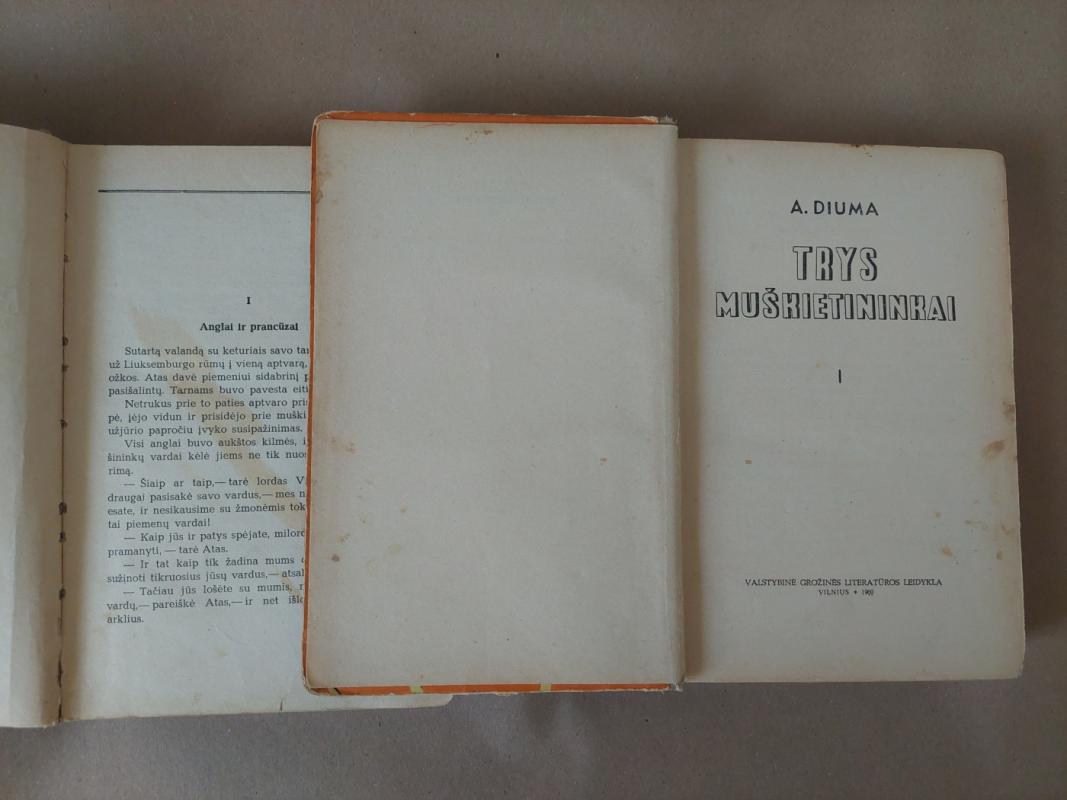 I
Anglai ir prancūzai
Sutartą valandą su keturiais savo
už Liuksemburgo rūmų į vieną aptvarą,
ožkos. Atas davė piemeniui sidabrinį
pasišalintų. Tarnams buvo pavesta
Netrukus prie to paties aptvaro
pė, įėjo vidun ir prisidėjo prie
užjūrio papročiu įvyko susipažinimas.
Visi anglai buvo aukštos kilmės,
šininkų vardai kėlė jiems ne tik
rimą.
— Šiaip ar taip,— tarė lordas
draugai pasisakė savo vardus,— mes
esate, ir nesikausime su žmonėmis
tai piemenų vardai!
— Kaip jūs ir patys spėjate,
pramanyti, — tarė Atas.
— Ir tat kaip tik žadina mums
sužinoti tikruosius jūsų vardus,—
— Tačiau jūs lošėte su mumis,
vardų,— pareiškė Atas,— ir net
arklius.
A. DIUMA
TRYS
MUŠKIETININKAI
I
VALSTYBINĖ GROŽINĖS LITERATŪROS LEIDYKLA
VILNIUS